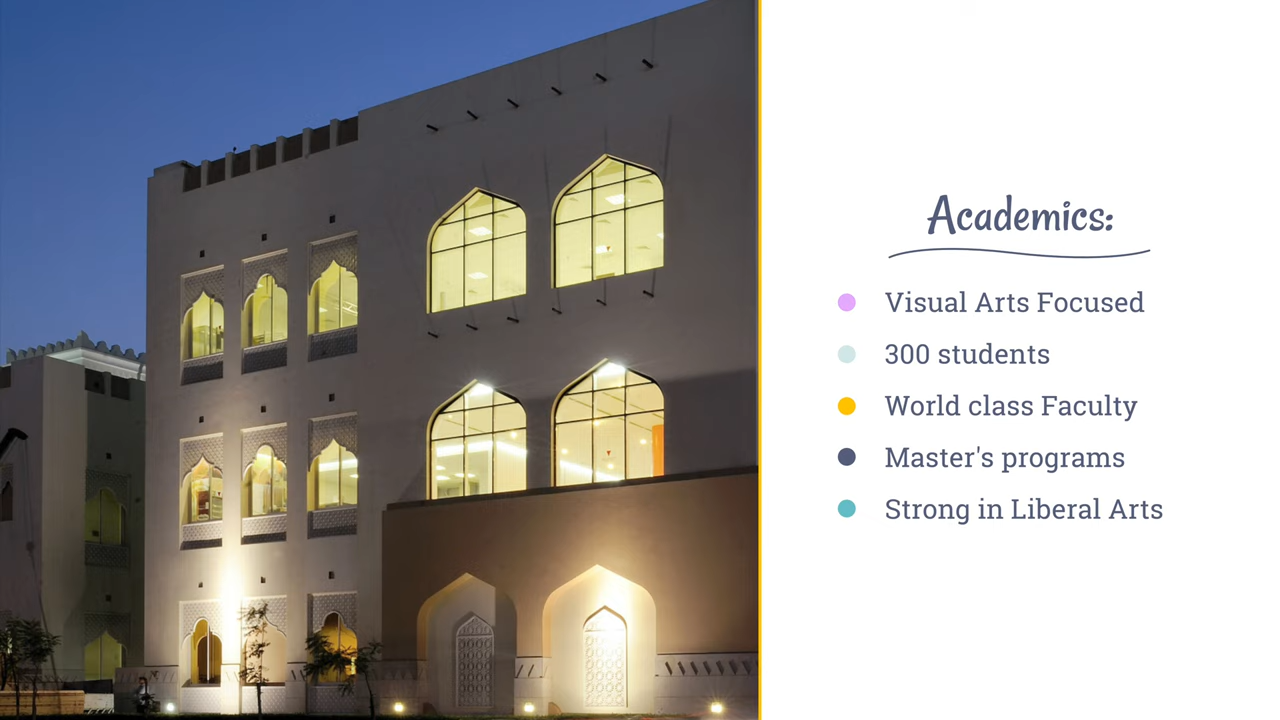 Academics:
Visual Arts Focused
300 students
World class Faculty
Master's programs
Strong in Liberal Arts